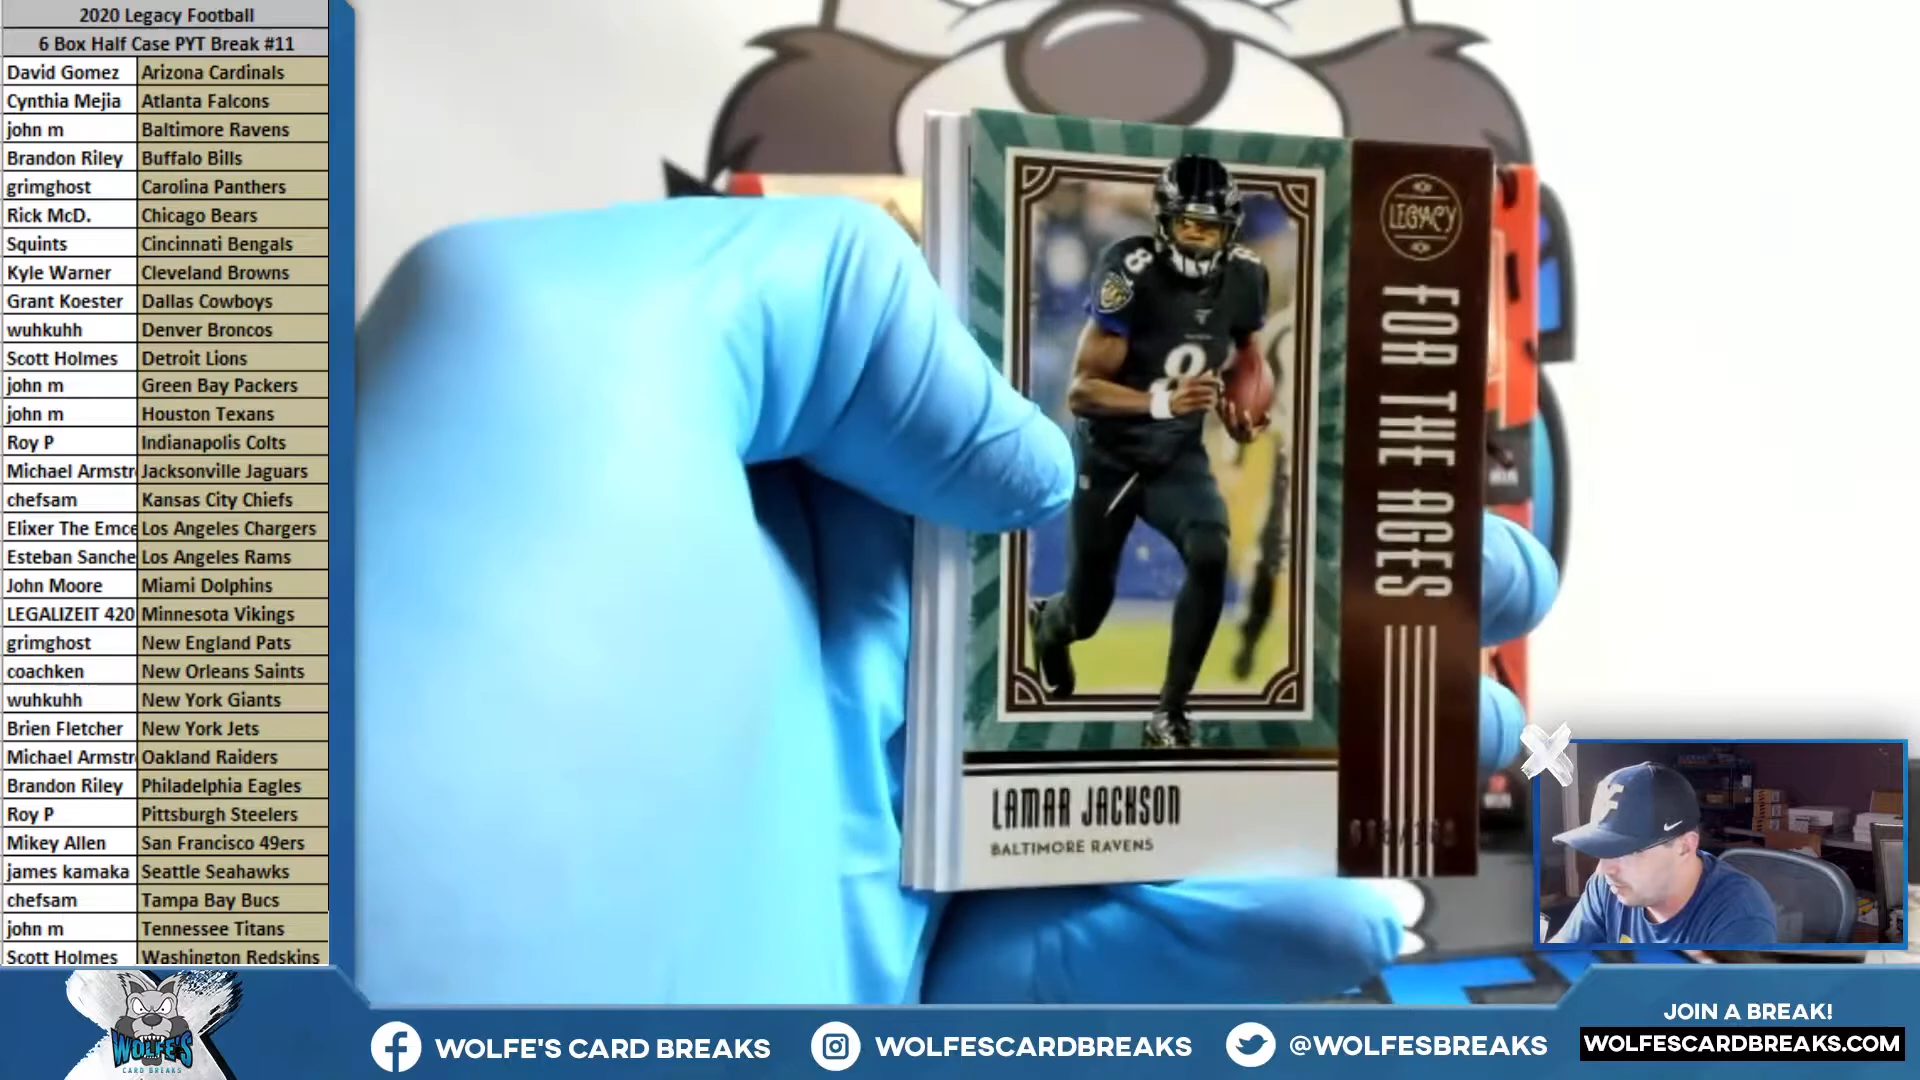 2020 Legacy Football
6 Box Half Case PYT Break #11
David Gomez Arizona Cardinals
Cynthia Mejia Atlanta Falcons
john m Baltimore Ravens
Brandon Riley Buffalo Bills
grimghost Carolina Panthers
Rick McD. Chicago Bears
Squints Cincinnati Bengals
Kyle Warner Cleveland Browns
Grant Koester Dallas Cowboys
wuhkuhh Denver Broncos
Scott Holmes Detroit Lions
john m Green Bay Packers
john m Houston Texans
Roy P Indianapolis Colts
Michael Armstr Jacksonville Jaguars
chefsam Kansas City Chiefs
Elixer The Emce Los Angeles Chargers
Esteban Sanche Los Angeles Rams
John Moore Miami Dolphins
LEGALIZEIT 420 Minnesota Vikings
grimghost New England Pats
coachken New Orleans Saints
wuhkuhh New York Giants
Brien Fletcher New York Jets
Michael Armstr Oakland Raiders
Brandon Riley Philadelphia Eagles
Roy P Pittsburgh Steelers
Mikey Allen San Francisco 49ers
james kamaka Seattle Seahawks
chefsam Tampa Bay Bucs
john m Tennessee Titans
Scott Holmes Washington Redskins
LEGACY
FOR THE AGES
8
8
LAMAR JACKSON
BALTIMORE RAVENS
WOLFE'S
CARD BREAKS
WOLFE'S CARD BREAKS
WOLFESCARDBREAKS
@WOLFESBREAKS
JOIN A BREAK!
WOLFESCARDBREAKS.COM